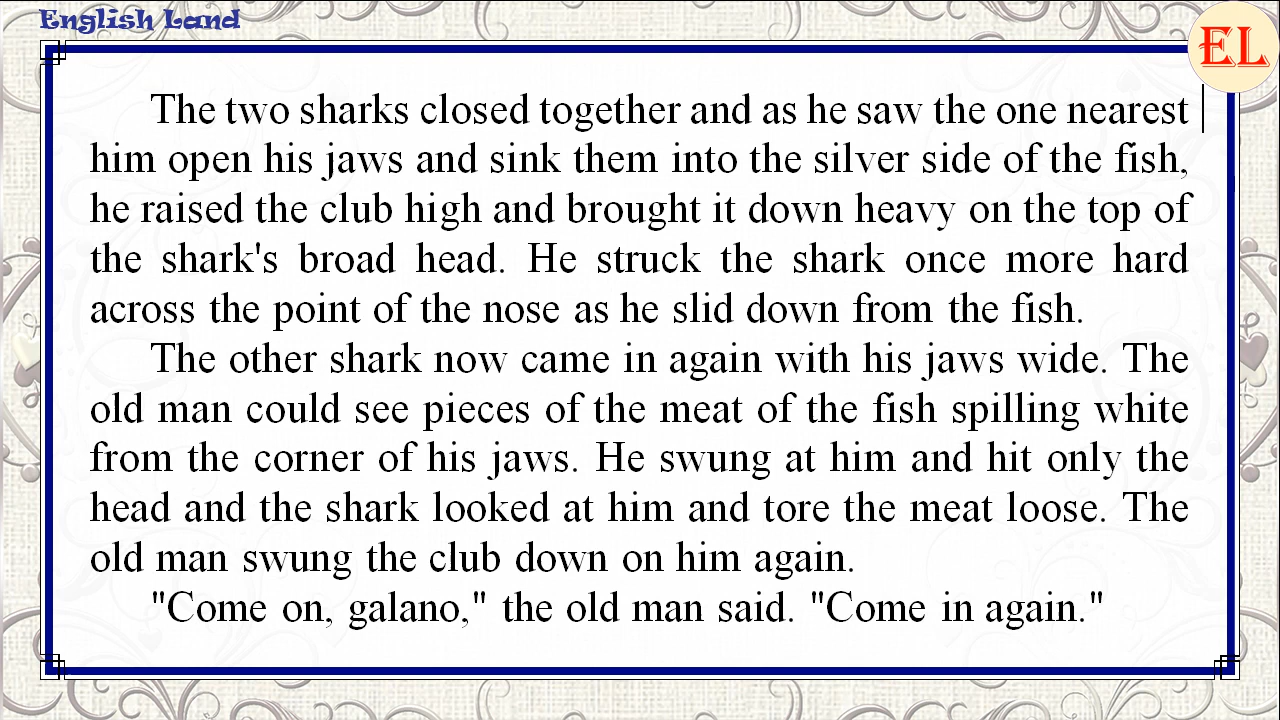 English Land
EL
The two sharks closed together and as he saw the one nearest
him open his jaws and sink them into the silver side of the fish,
he raised the club high and brought it down heavy on the top of
the shark's broad head. He struck the shark once more hard
across the point of the nose as he slid down from the fish.
The other shark now came in again with his jaws wide. The
old man could see pieces of the meat of the fish spilling white
from the corner of his jaws. He swung at him and hit only the
head and the shark looked at him and tore the meat loose. The
old man swung the club down on him again.
"Come on, galano," the old man said. "Come in again."